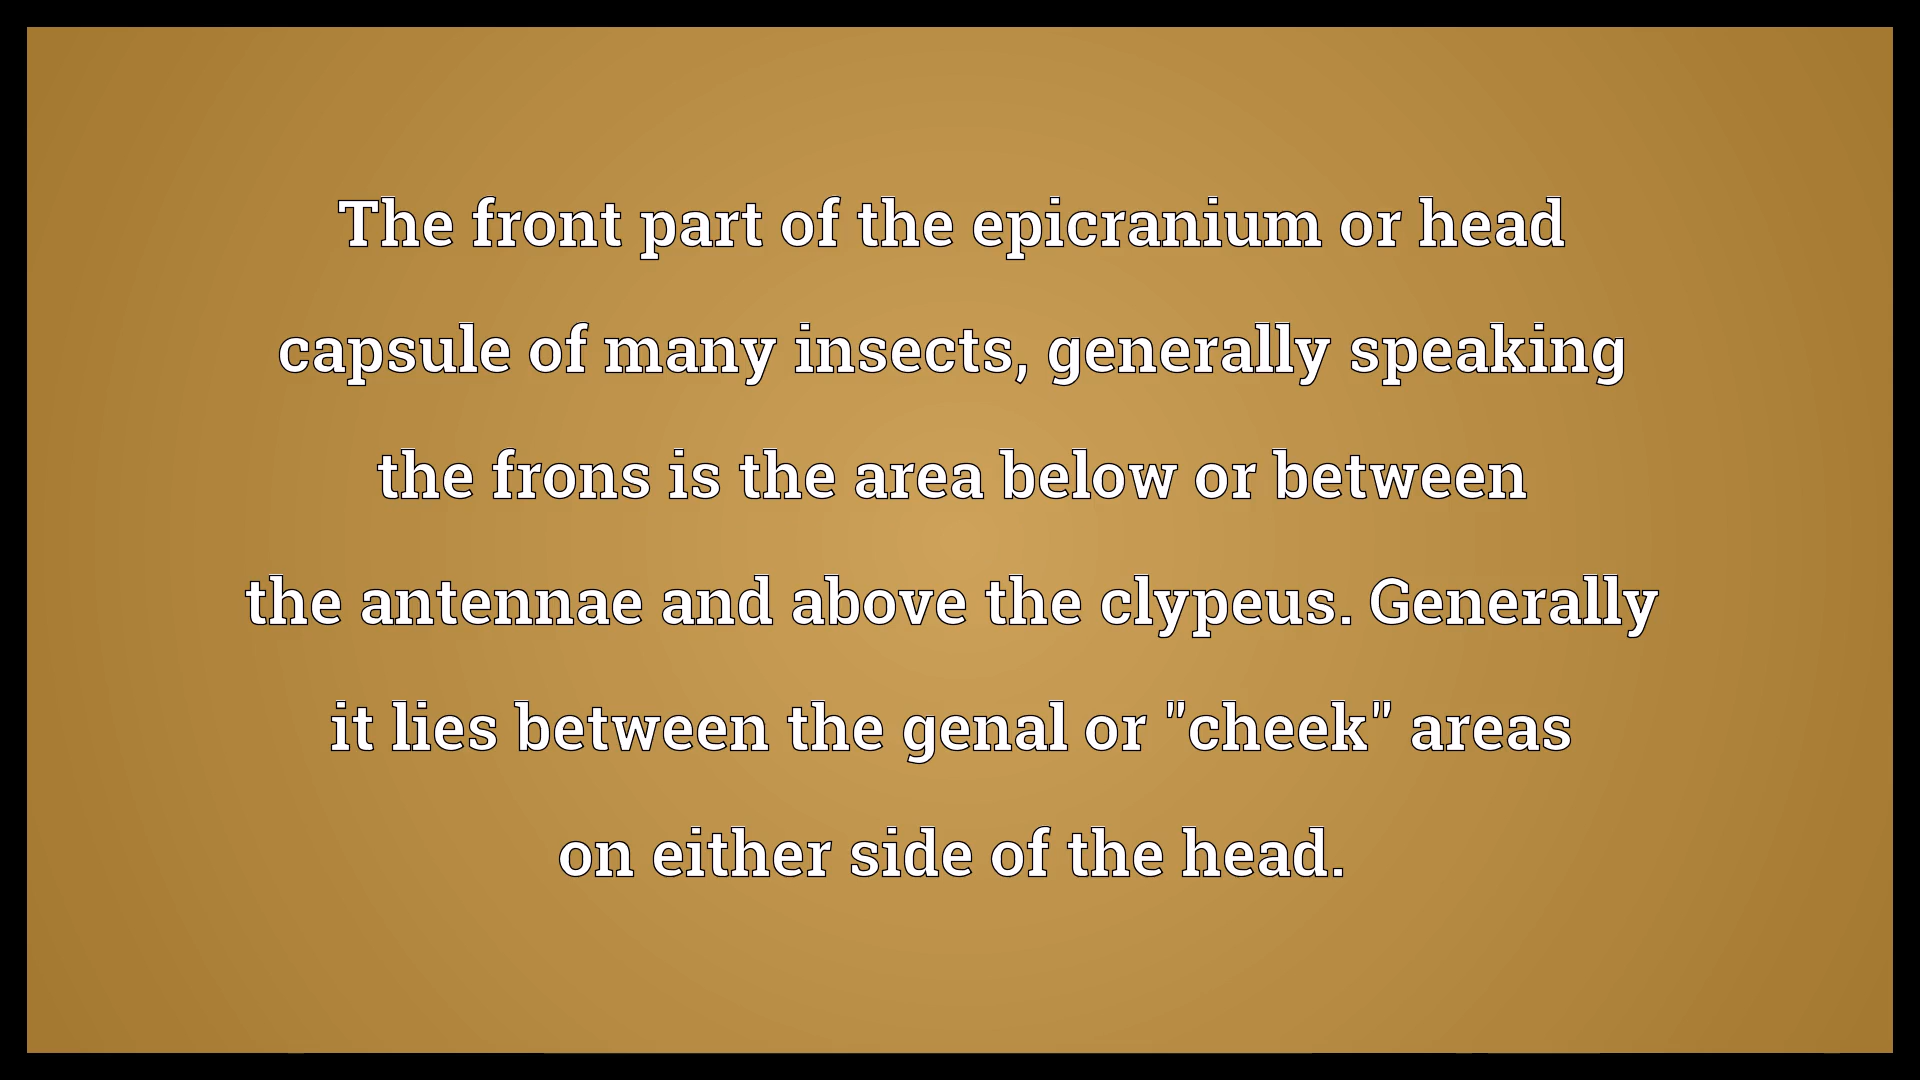 The front part of the epicranium or head
capsule of many insects, generally speaking
the frons is the area below or between
the antennae and above the clypeus. Generally
it lies between the genal or "cheek" areas
on either side of the head.